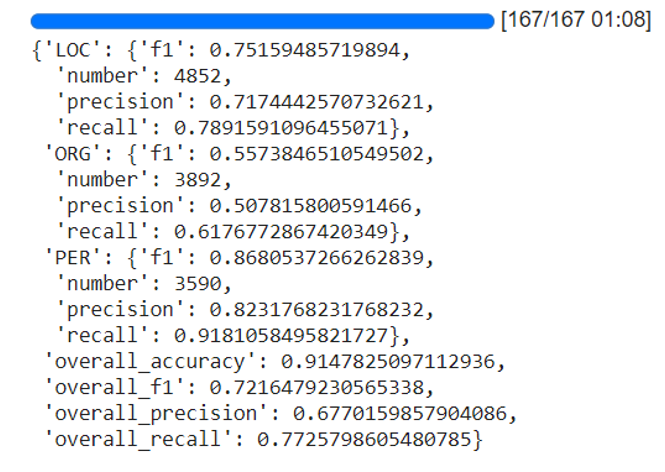 [167/167 01:08]
{'LOC': {'f1': 0.75159485719894,
'number': 4852,
'precision': 0.7174442570732621,
'recall': 0.7891591096455071},
'ORG': {'f1': 0.5573846510549502,
'number': 3892,
'precision': 0.507815800591466,
'recall': 0.6176772867420349},
'PER': {'f1': 0.8680537266262839,
'number': 3590,
'precision': 0.8231768231768232,
'recall': 0.9181058495821727},
'overall_accuracy': 0.9147825097112936,
'overall_f1': 0.7216479230565338,
'overall_precision': 0.6770159857904086,
'overall_recall': 0.7725798605480785}